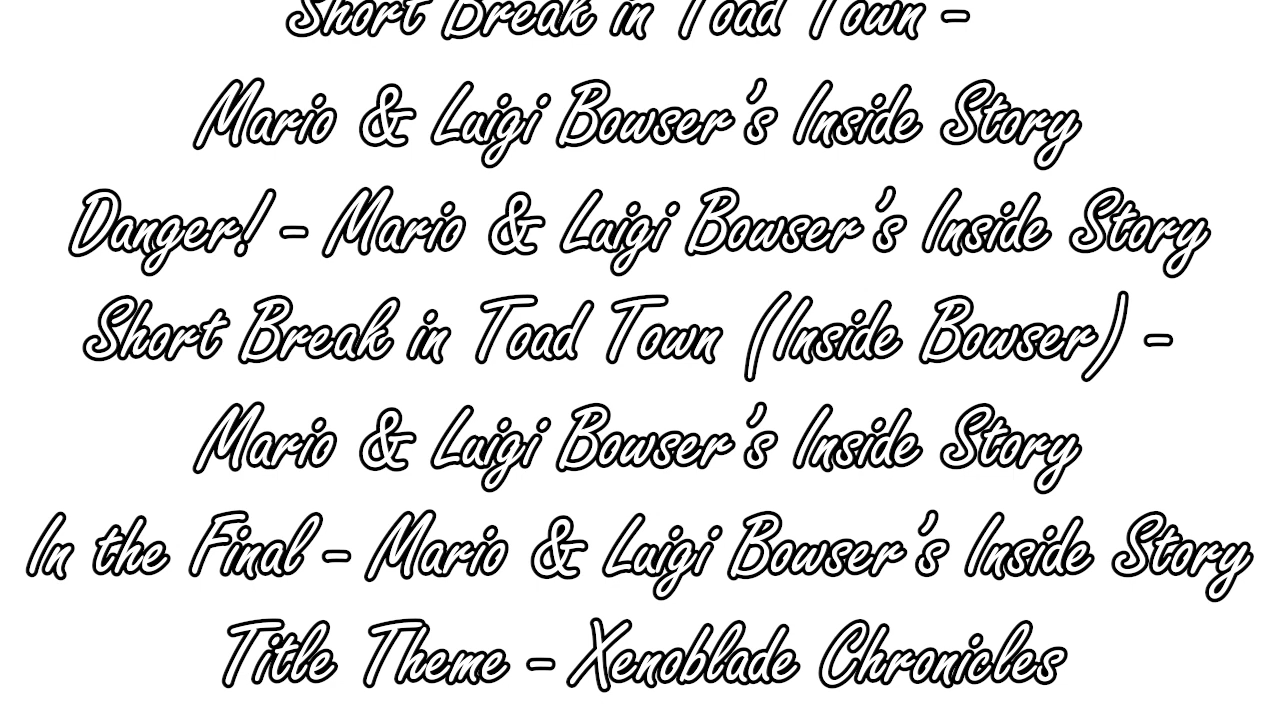 Short Break in Toad Town -
Mario & Luigi Bowser's Inside Story
Danger! - Mario & Luigi Bowser's Inside Story
Short Break in Toad Town (Inside Bowser) -
Mario & Luigi Bowser's Inside Story
In the Final - Mario & Luigi Bowser's Inside Story
Title Theme - Xenoblade Chronicles